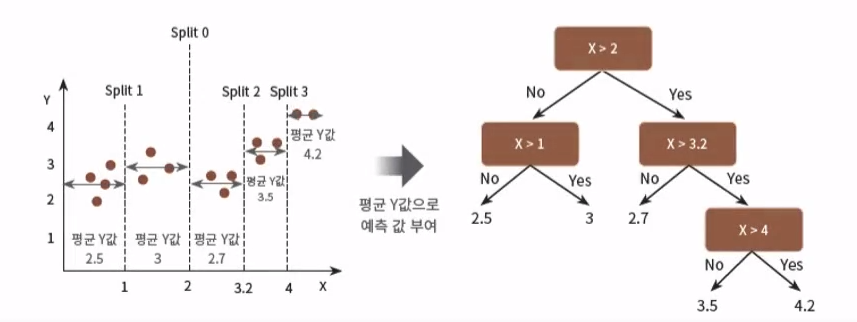 Split 0
Split 1
Split 2
Split 3
Y
4
3
2
1
평균 Y값
2.5
평균 Y값
3
평균 Y값
2.7
평균 Y값
3.5
평균 Y값
4.2
1
2
3.2
4
X
평균 Y값으로
예측 값 부여
X > 2
No
Yes
X > 1
X > 3.2
No
Yes
No
Yes
2.5
3
2.7
X > 4
No
Yes
3.5
4.2